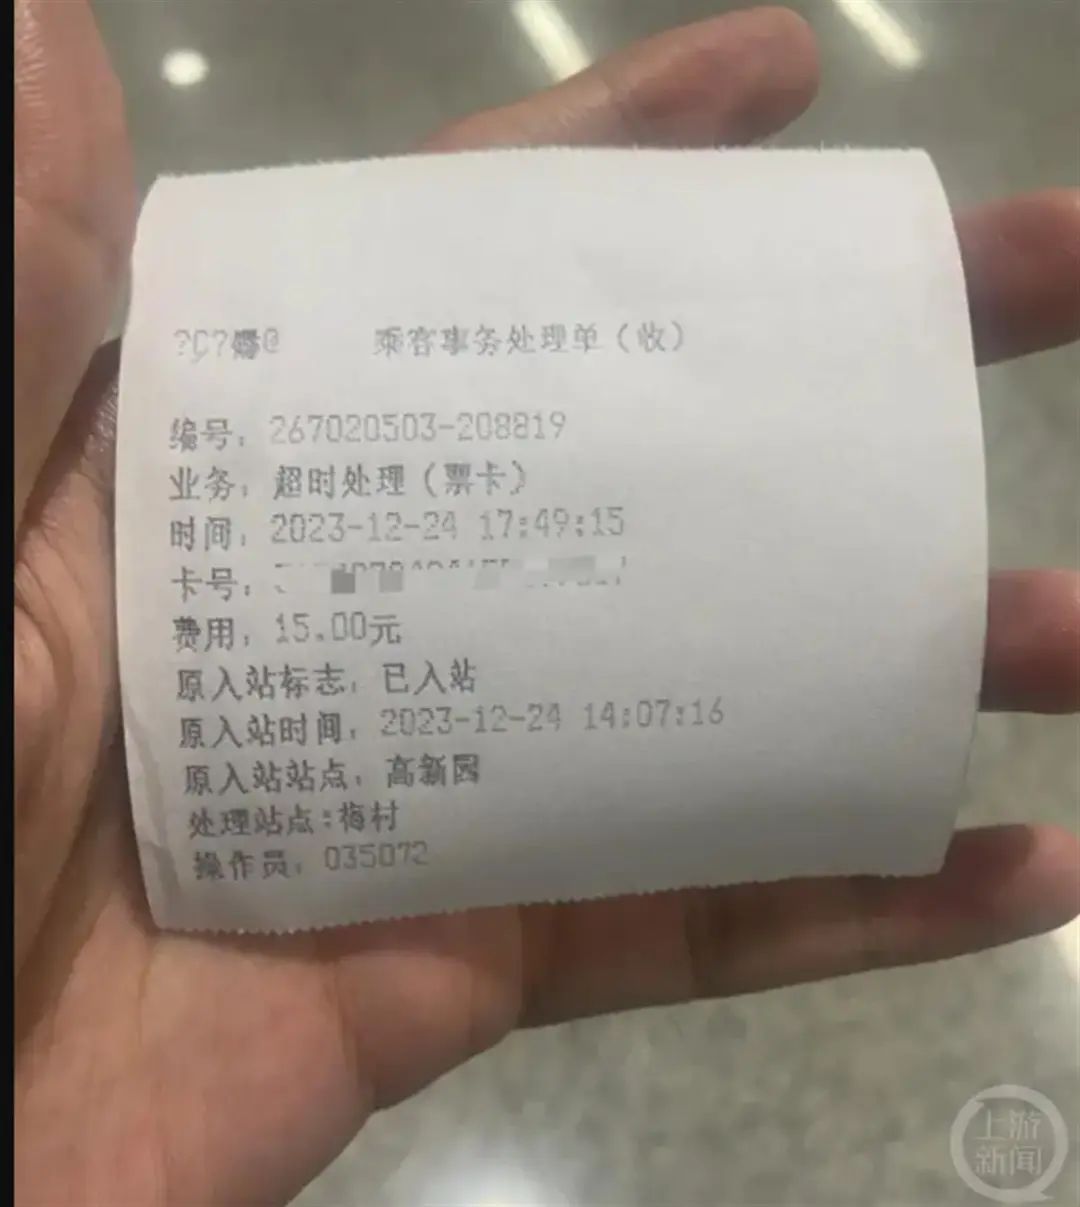 乘客事务处理单（收）
编号：267020503-208819
业务：超时处理（票卡）
时间：2023-12-24 17:49:15
卡号：
费用：15.00元
原入站标志：已入站
原入站时间：2023-12-24 14:07:16
原入站站点：高新园
处理站点:梅村
操作员：035072
上游
新闻